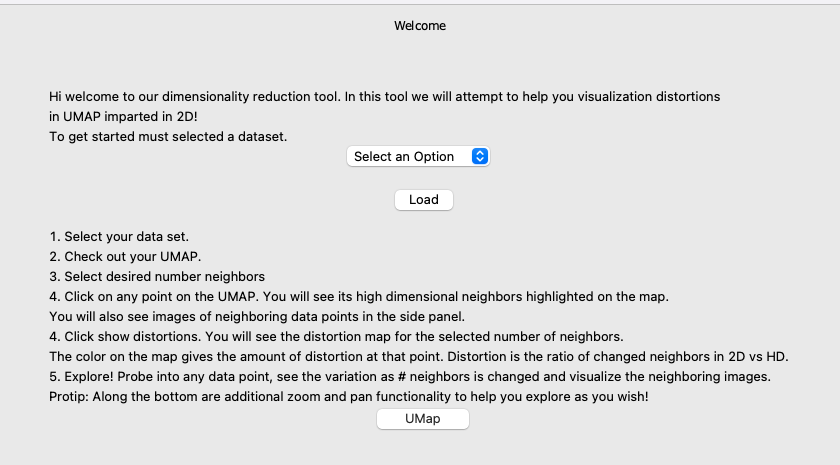 Welcome
Hi welcome to our dimensionality reduction tool. In this tool we will attempt to help you visualization distortions
in UMAP imparted in 2D!
To get started must selected a dataset.
Select an Option
Load
1. Select your data set.
2. Check out your UMAP.
3. Select desired number neighbors
4. Click on any point on the UMAP. You will see its high dimensional neighbors highlighted on the map.
You will also see images of neighboring data points in the side panel.
4. Click show distortions. You will see the distortion map for the selected number of neighbors.
The color on the map gives the amount of distortion at that point. Distortion is the ratio of changed neighbors in 2D vs HD.
5. Explore! Probe into any data point, see the variation as # neighbors is changed and visualize the neighboring images.
Protip: Along the bottom are additional zoom and pan functionality to help you explore as you wish!
UMap